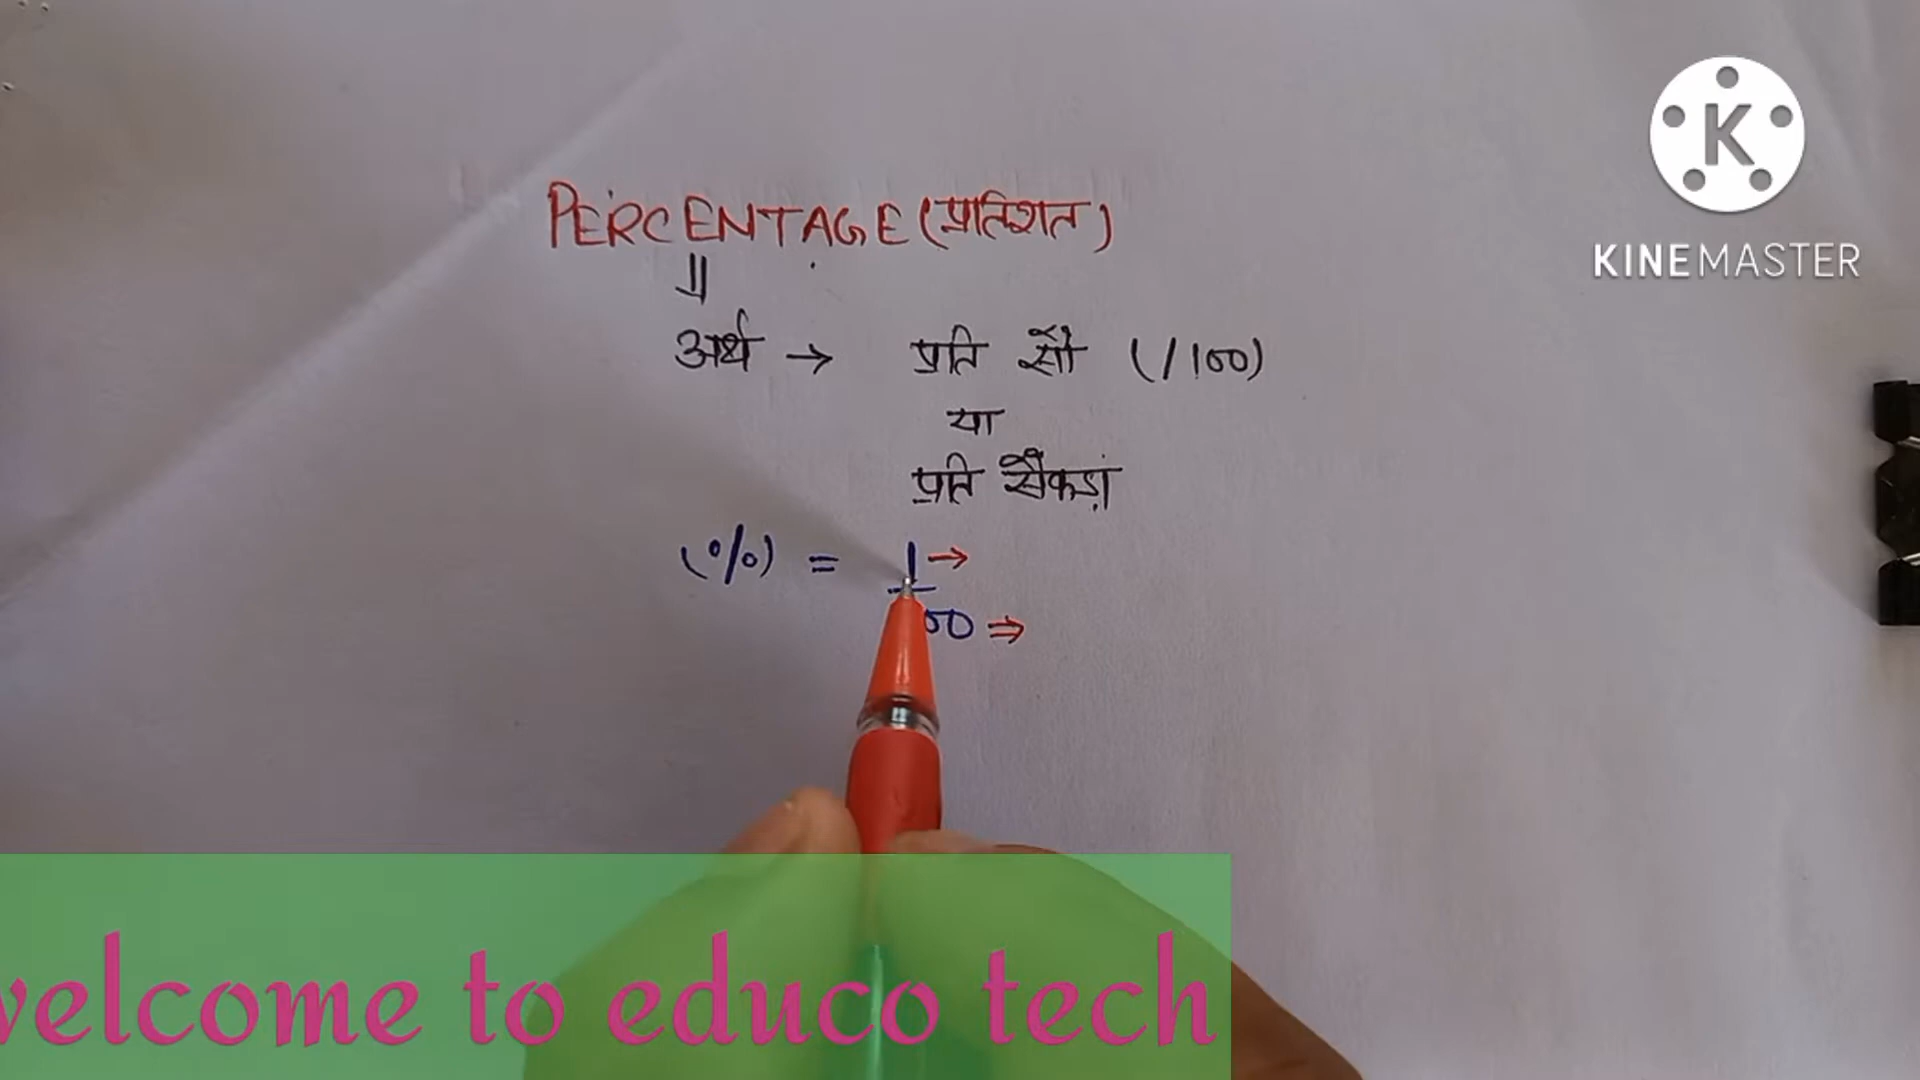 PERCENTAGE (प्रतिशत)
अर्थ → प्रति सौ (/100)
या
प्रति सैकड़ा
(%) = 1 →
00 ⇒
K
KINEMASTER
welcome to educo tech